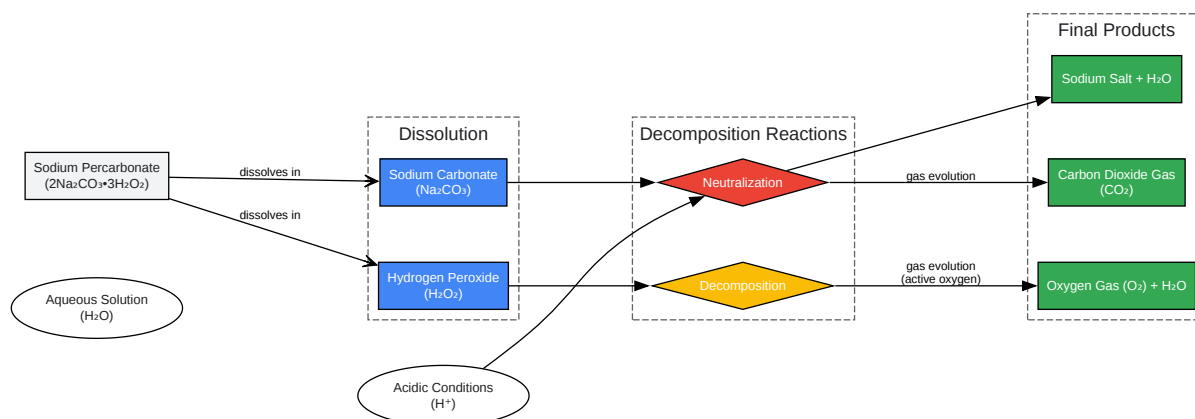 Final Products
Sodium Salt + H₂O
Dissolution
Decomposition Reactions
Sodium Percarbonate
(2Na₂CO₃•3H₂O₂)
dissolves in
Sodium Carbonate
(Na₂CO₃)
Neutralization
gas evolution
Carbon Dioxide Gas
(CO₂)
dissolves in
Hydrogen Peroxide
(H₂O₂)
Decomposition
gas evolution
(active oxygen)
Oxygen Gas (O₂) + H₂O
Aqueous Solution
(H₂O)
Acidic Conditions
(H⁺)